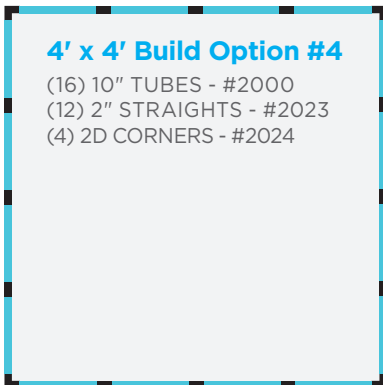 4' x 4' Build Option #4
(16) 10" TUBES - #2000
(12) 2" STRAIGHTS - #2023
(4) 2D CORNERS - #2024